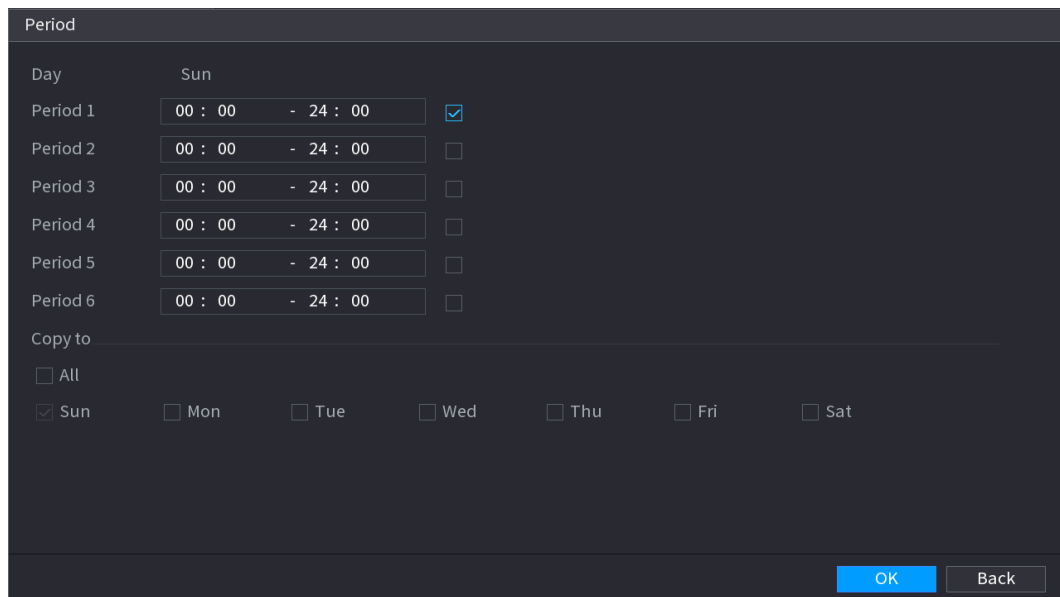 Period
Day Sun
Period 1 00 : 00 - 24 : 00
Period 2 00 : 00 - 24 : 00
Period 3 00 : 00 - 24 : 00
Period 4 00 : 00 - 24 : 00
Period 5 00 : 00 - 24 : 00
Period 6 00 : 00 - 24 : 00
Copy to
All
Sun Mon Tue Wed Thu Fri Sat
OK Back